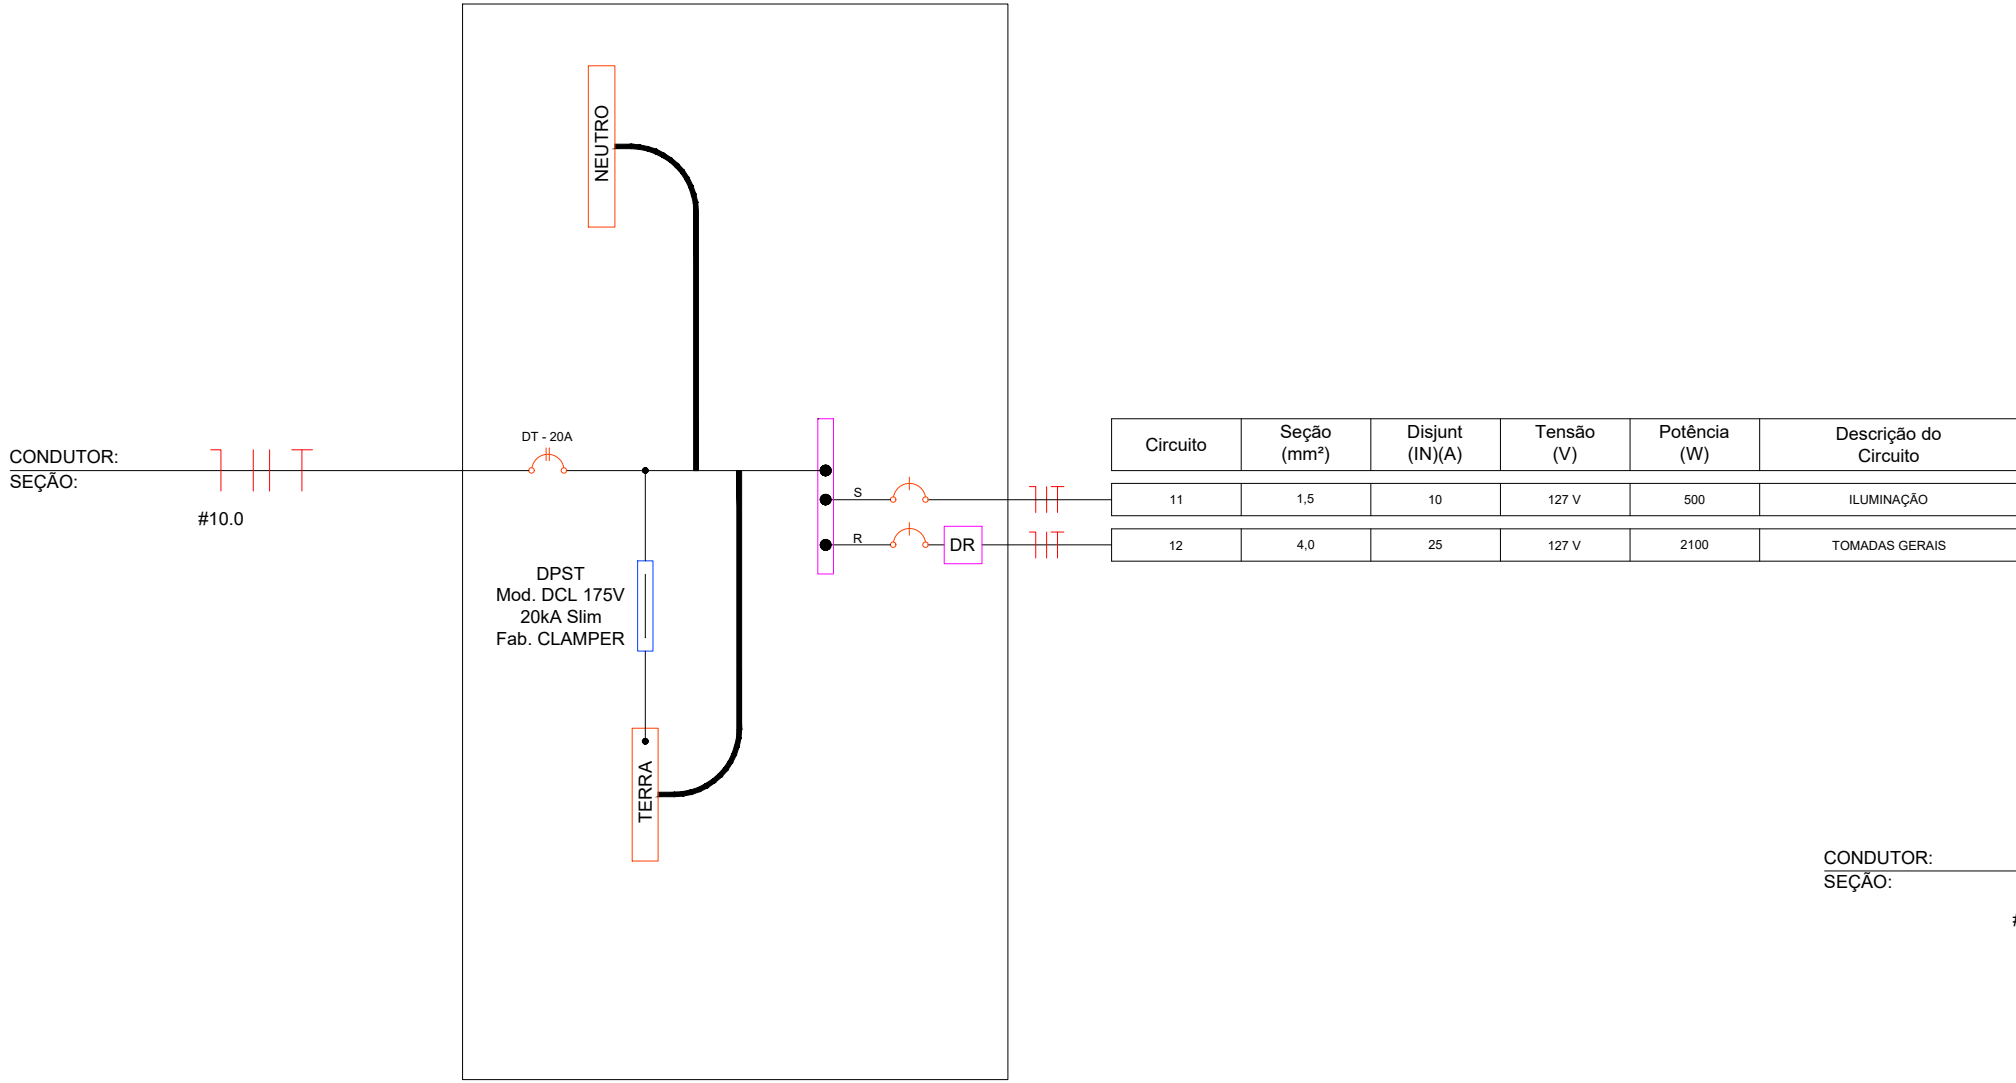 NEUTRO
DT - 20A
CONDUTOR:
SEÇÃO:
#10.0
DPST
Mod. DCL 175V
20kA Slim
Fab. CLAMPER
TERRA
S
R
DR
Circuito Seção (mm²) Disjunt (IN)(A) Tensão (V) Potência (W) Descrição do Circuito
11 1,5 10 127 V 500 ILUMINAÇÃO
12 4,0 25 127 V 2100 TOMADAS GERAIS
CONDUTOR:
SEÇÃO: